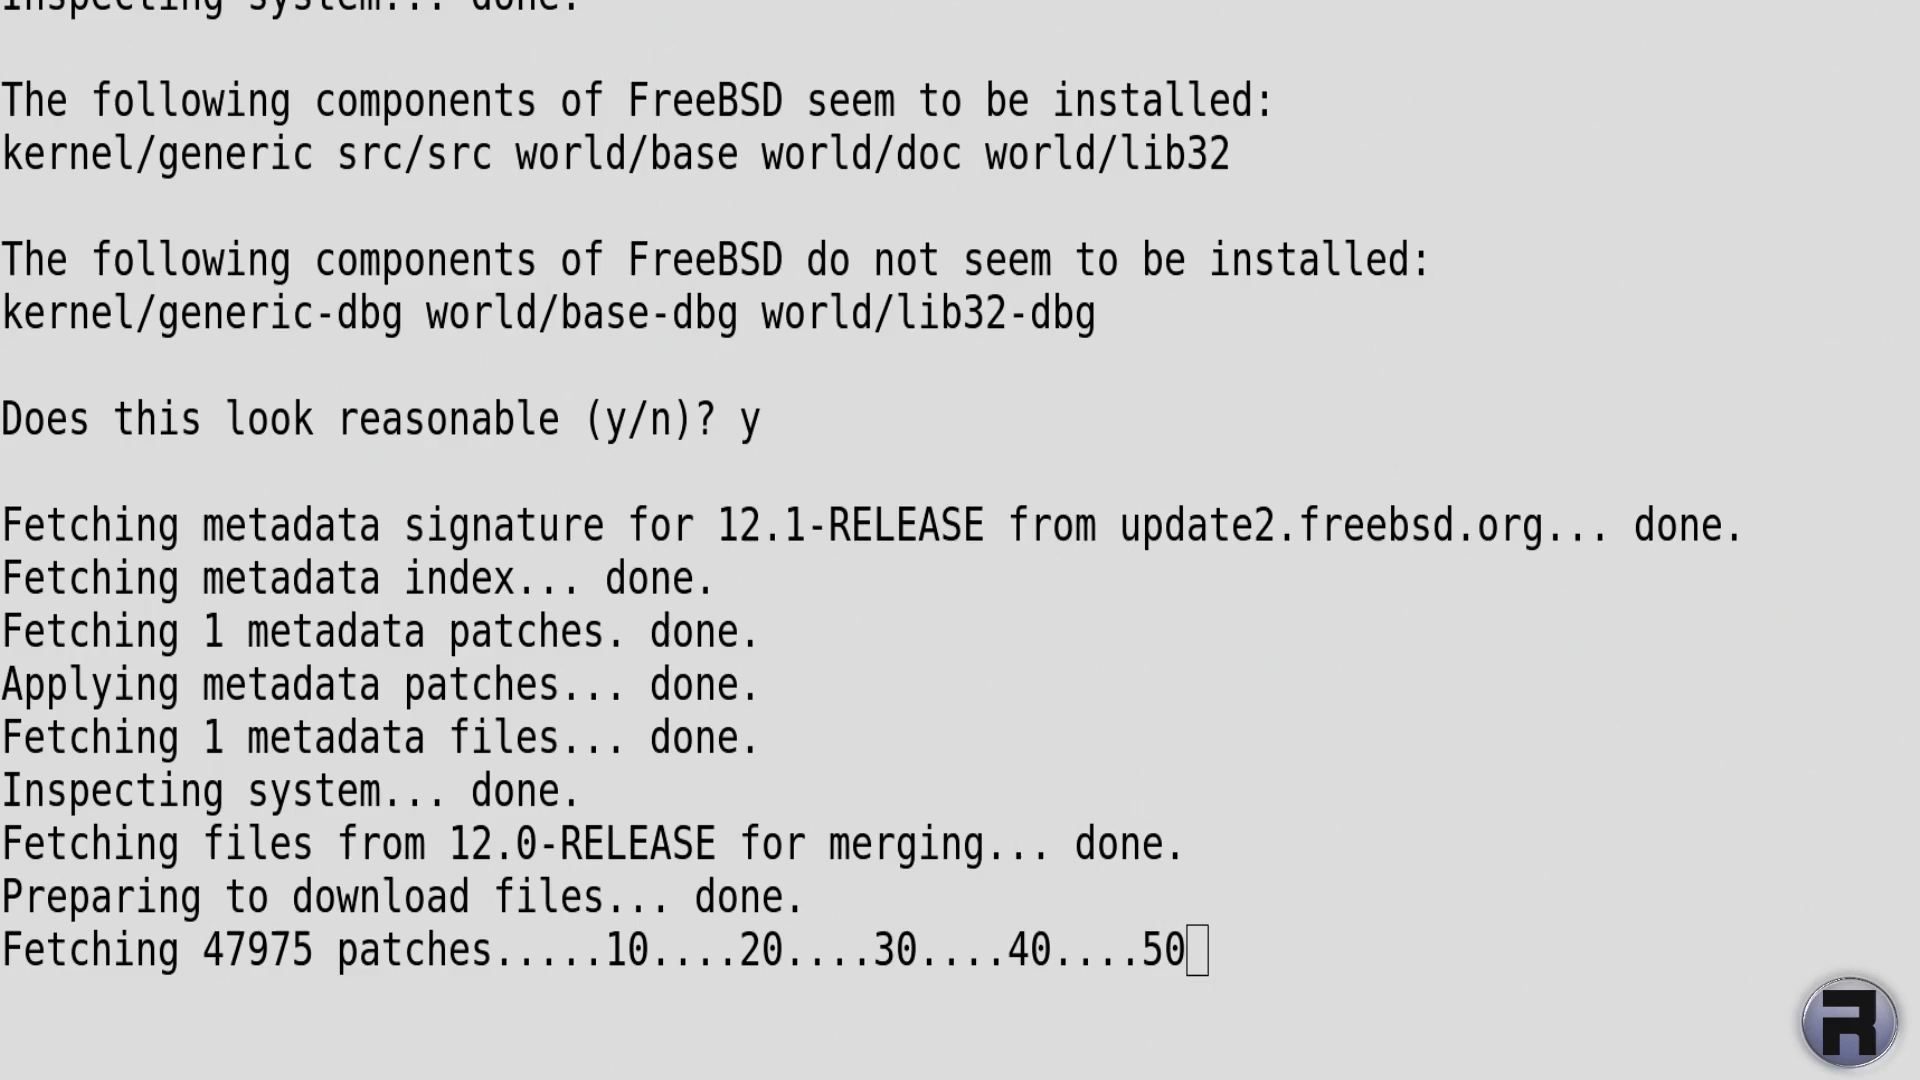 Inspecting system... done.
The following components of FreeBSD seem to be installed:
kernel/generic src/src world/base world/doc world/lib32
The following components of FreeBSD do not seem to be installed:
kernel/generic-dbg world/base-dbg world/lib32-dbg
Does this look reasonable (y/n)? y
Fetching metadata signature for 12.1-RELEASE from update2.freebsd.org... done.
Fetching metadata index... done.
Fetching 1 metadata patches. done.
Applying metadata patches... done.
Fetching 1 metadata files... done.
Inspecting system... done.
Fetching files from 12.0-RELEASE for merging... done.
Preparing to download files... done.
Fetching 47975 patches.....10....20....30....40....50
R